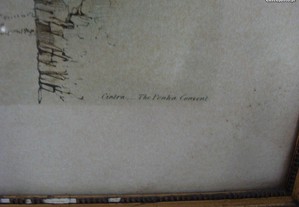 Cintra... The Penha Convent